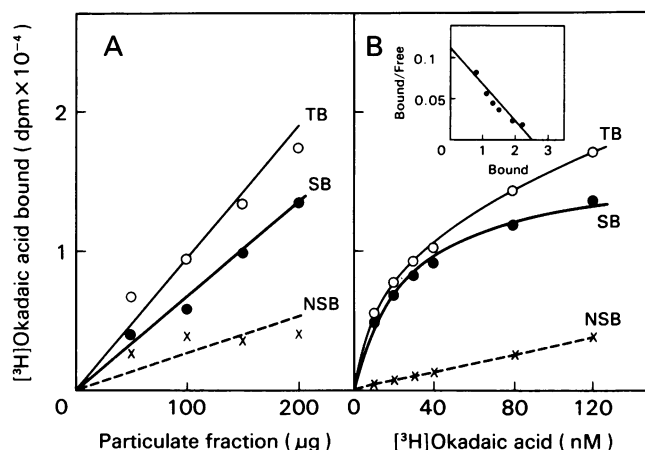 A
B
[³H]Okadaic acid bound ( dpm × 10⁻⁴ )
2
1
0
100
200
Particulate fraction ( μg )
TB
SB
NSB
0
40
80
120
[³H]Okadaic acid ( nM )
TB
SB
NSB
Bound/Free
0.1
0.05
0
1
2
3
Bound